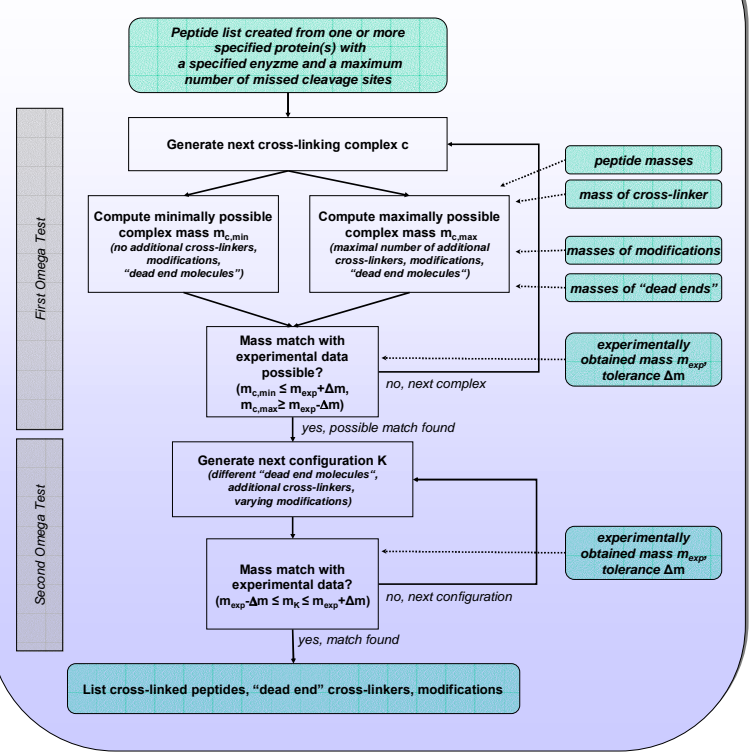 Peptide list created from one or more
specified protein(s) with
a specified enyzme and a maximum
number of missed cleavage sites
First Omega Test
Generate next cross-linking complex c
peptide masses
mass of cross-linker
Compute minimally possible
complex mass mc,min
(no additional cross-linkers,
modifications,
“dead end molecules”)
Compute maximally possible
complex mass mc,max
(maximal number of additional
cross-linkers, modifications,
“dead end molecules“)
masses of modifications
masses of “dead ends”
Mass match with
experimental data
possible?
(mc,min ≤ mexp+Δm,
mc,max≥ mexp-Δm)
no, next complex
experimentally
obtained mass mexp,
tolerance Δm
yes, possible match found
Second Omega Test
Generate next configuration K
(different “dead end molecules“,
additional cross-linkers,
varying modifications)
Mass match with
experimental data?
(mexp-Δm ≤ mK ≤ mexp+Δm)
no, next configuration
experimentally
obtained mass mexp,
tolerance Δm
yes, match found
List cross-linked peptides, “dead end” cross-linkers, modifications